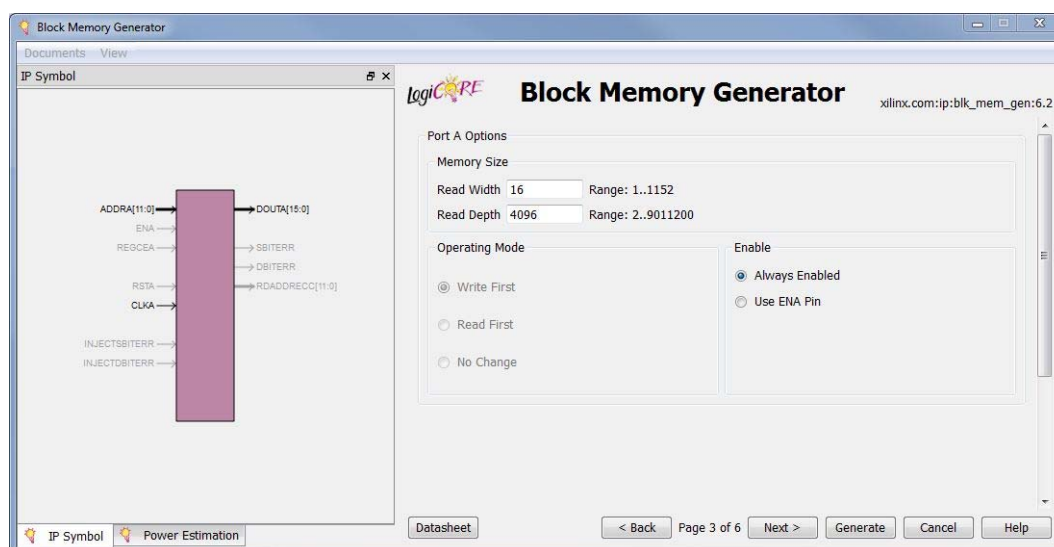 Block Memory Generator
Documents View
IP Symbol
ADDRA[11:0]
ENA
REGCEA
RSTA
CLKA
INJECTSBITERR
INJECTDBITERR
DOUTA[15:0]
SBITERR
DBITERR
RDADDRECC[11:0]
IP Symbol
Power Estimation
LogiCORE
Block Memory Generator
xilinx.com:ip:blk_mem_gen:6.2
Port A Options
Memory Size
Read Width 16 Range: 1..1152
Read Depth 4096 Range: 2..9011200
Operating Mode
Write First
Read First
No Change
Enable
Always Enabled
Use ENA Pin
Datasheet
< Back Page 3 of 6 Next > Generate Cancel Help